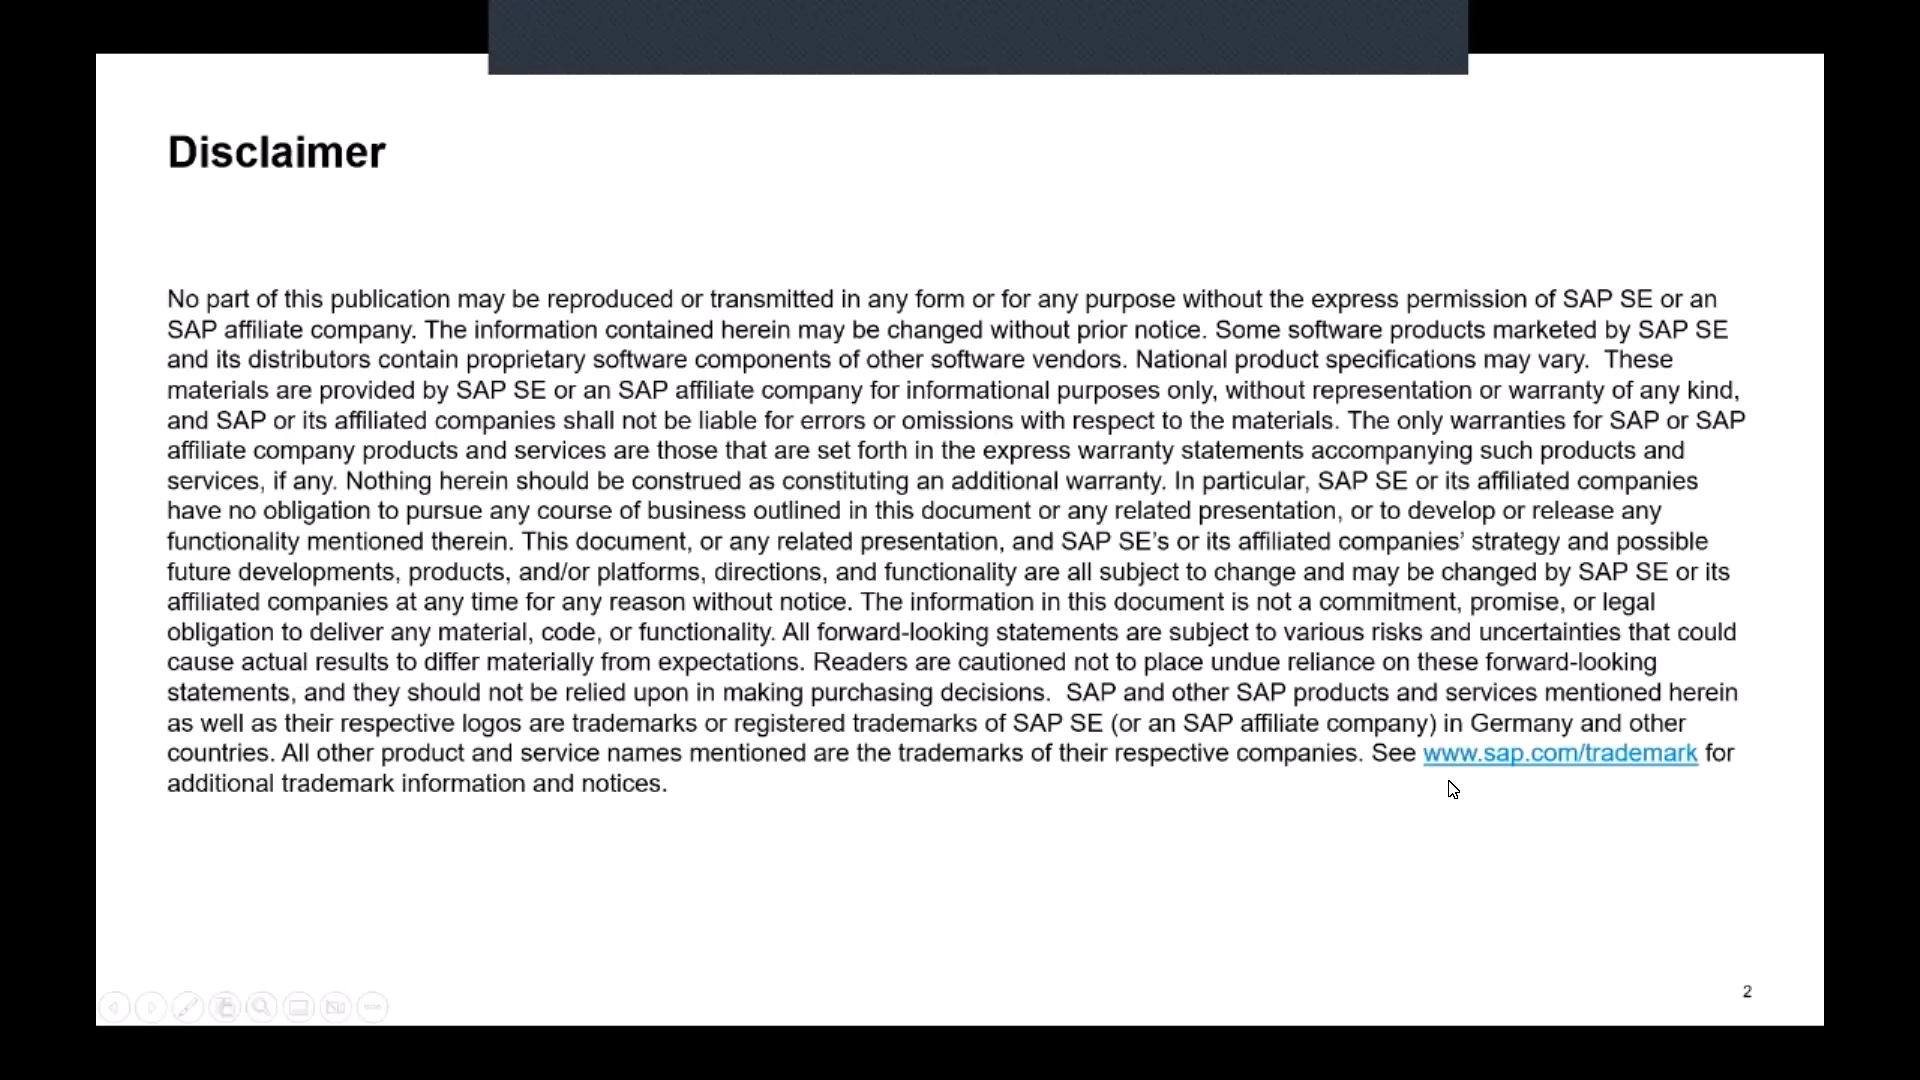 Disclaimer
No part of this publication may be reproduced or transmitted in any form or for any purpose without the express permission of SAP SE or an
SAP affiliate company. The information contained herein may be changed without prior notice. Some software products marketed by SAP SE
and its distributors contain proprietary software components of other software vendors. National product specifications may vary.  These
materials are provided by SAP SE or an SAP affiliate company for informational purposes only, without representation or warranty of any kind,
and SAP or its affiliated companies shall not be liable for errors or omissions with respect to the materials. The only warranties for SAP or SAP
affiliate company products and services are those that are set forth in the express warranty statements accompanying such products and
services, if any. Nothing herein should be construed as constituting an additional warranty. In particular, SAP SE or its affiliated companies
have no obligation to pursue any course of business outlined in this document or any related presentation, or to develop or release any
functionality mentioned therein. This document, or any related presentation, and SAP SE’s or its affiliated companies’ strategy and possible
future developments, products, and/or platforms, directions, and functionality are all subject to change and may be changed by SAP SE or its
affiliated companies at any time for any reason without notice. The information in this document is not a commitment, promise, or legal
obligation to deliver any material, code, or functionality. All forward-looking statements are subject to various risks and uncertainties that could
cause actual results to differ materially from expectations. Readers are cautioned not to place undue reliance on these forward-looking
statements, and they should not be relied upon in making purchasing decisions.  SAP and other SAP products and services mentioned herein
as well as their respective logos are trademarks or registered trademarks of SAP SE (or an SAP affiliate company) in Germany and other
countries. All other product and service names mentioned are the trademarks of their respective companies. See www.sap.com/trademark for
additional trademark information and notices.
2